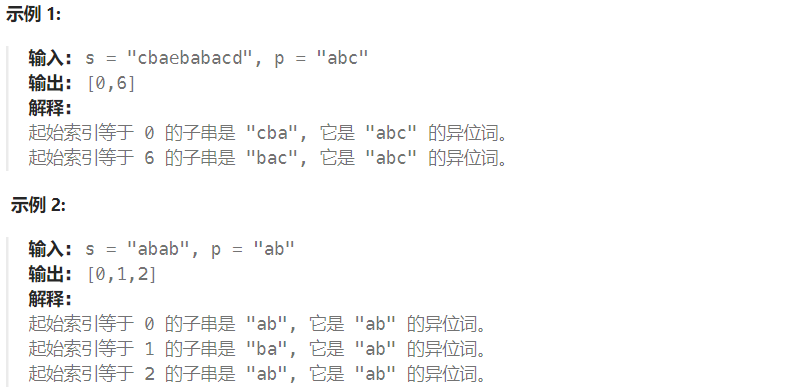 示例 1:
输入: s = "cbaebabacd", p = "abc"
输出: [0,6]
解释:
起始索引等于 0 的子串是 "cba", 它是 "abc" 的异位词。
起始索引等于 6 的子串是 "bac", 它是 "abc" 的异位词。
示例 2:
输入: s = "abab", p = "ab"
输出: [0,1,2]
解释:
起始索引等于 0 的子串是 "ab", 它是 "ab" 的异位词。
起始索引等于 1 的子串是 "ba", 它是 "ab" 的异位词。
起始索引等于 2 的子串是 "ab", 它是 "ab" 的异位词。